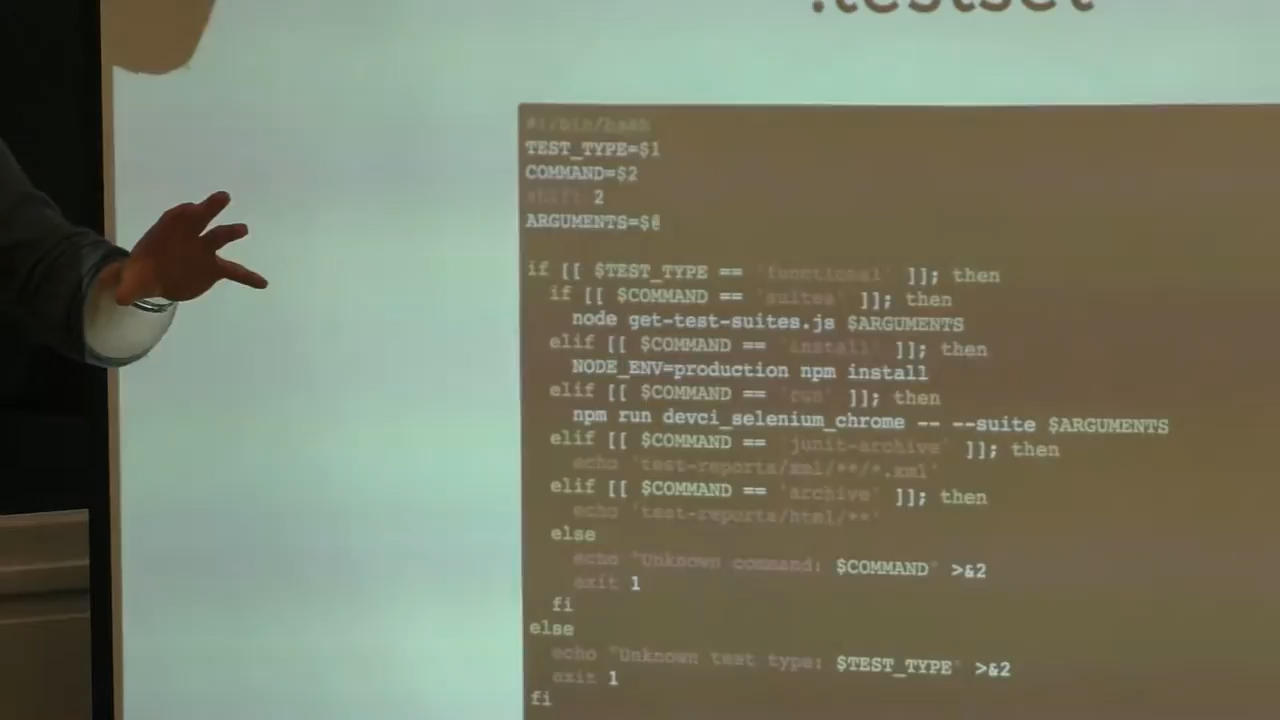 .testset
#!/bin/bash
TEST_TYPE=$1
COMMAND=$2
shift 2
ARGUMENTS=$@
if [[ $TEST_TYPE == 'functional' ]]; then
if [[ $COMMAND == 'suites' ]]; then
node get-test-suites.js $ARGUMENTS
elif [[ $COMMAND == 'install' ]]; then
NODE_ENV=production npm install
elif [[ $COMMAND == 'run' ]]; then
npm run devci_selenium_chrome -- --suite $ARGUMENTS
elif [[ $COMMAND == 'junit-archive' ]]; then
echo 'test-reports/xml/**/*.xml'
elif [[ $COMMAND == 'archive' ]]; then
echo 'test-reports/html/**'
else
echo "Unknown command: $COMMAND" >&2
exit 1
fi
else
echo "Unknown test type: $TEST_TYPE" >&2
exit 1
fi